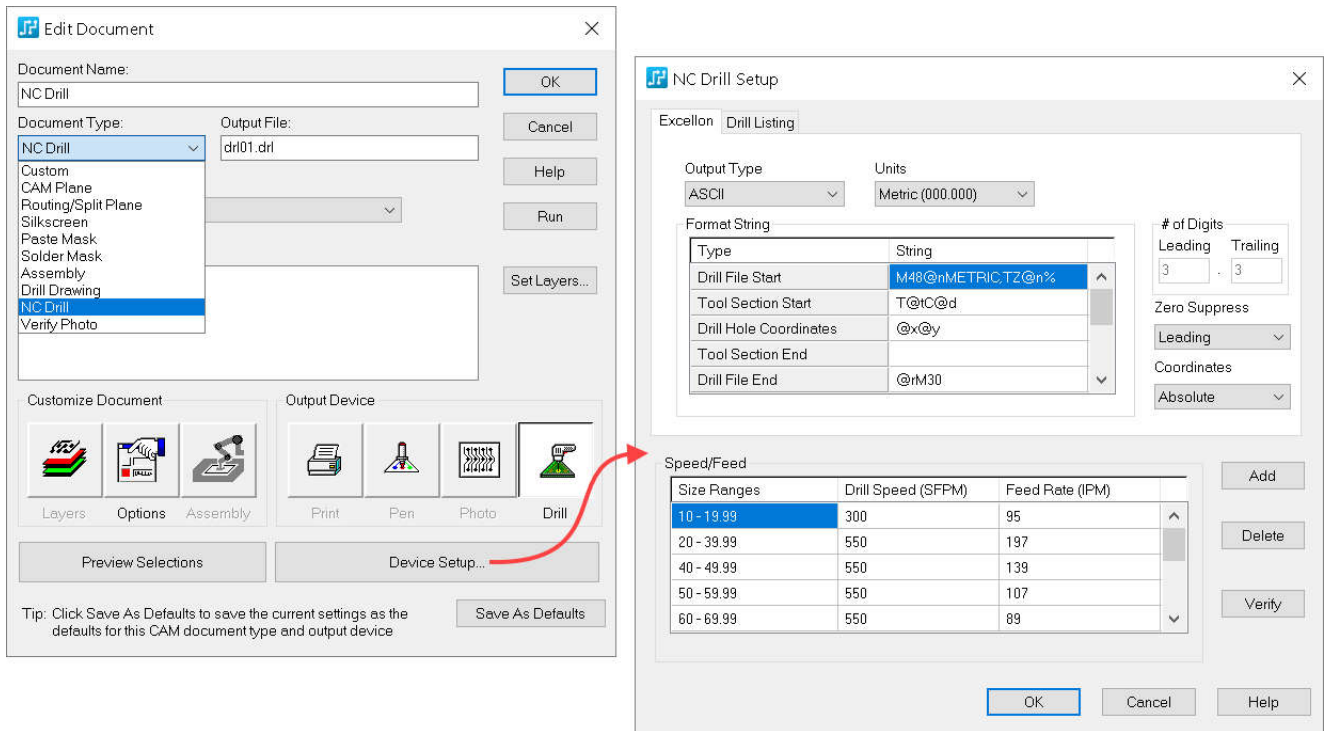 Edit Document
Document Name:
NC Drill
Document Type: Output File:
NC Drill drl01.drl
Custom
CAM Plane
Routing/Split Plane
Silkscreen
Paste Mask
Solder Mask
Assembly
Drill Drawing
NC Drill
Verify Photo
OK
Cancel
Help
Run
Set Layers...
Customize Document
Layers Options Assembly
Output Device
Print Pen Photo Drill
Preview Selections Device Setup...
Tip: Click Save As Defaults to save the current settings as the
defaults for this CAM document type and output device
Save As Defaults
NC Drill Setup
Excellon Drill Listing
Output Type Units
ASCII Metric (000.000)
Format String
Type String
Drill File Start M48@nMETRIC,TZ@n%
Tool Section Start T@tC@d
Drill Hole Coordinates @x@y
Tool Section End
Drill File End @rM30
# of Digits
Leading Trailing
3 . 3
Zero Suppress
Leading
Coordinates
Absolute
Speed/Feed
Size Ranges Drill Speed (SFPM) Feed Rate (IPM)
10 - 19.99 300 95
20 - 39.99 550 197
40 - 49.99 550 139
50 - 59.99 550 107
60 - 69.99 550 89
Add
Delete
Verify
OK Cancel Help